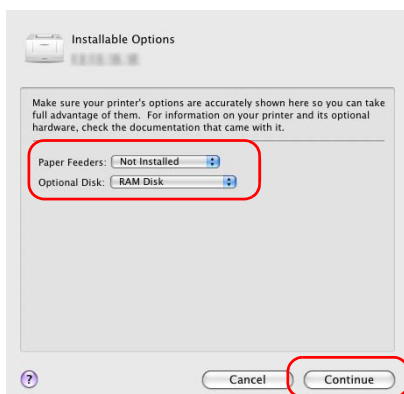 Installable Options
Make sure your printer's options are accurately shown here so you can take
full advantage of them. For information on your printer and its optional
hardware, check the documentation that came with it.
Paper Feeders: Not Installed
Optional Disk: RAM Disk
? Cancel Continue